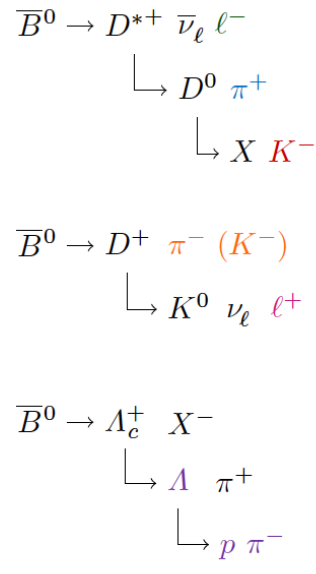 B̅⁰ → D*⁺ ν̅_ℓ ℓ⁻
D⁰ π⁺
X K⁻
B̅⁰ → D⁺ π⁻ (K⁻)
K⁰ ν_ℓ ℓ⁺
B̅⁰ → Λ_c⁺ X⁻
Λ π⁺
p π⁻